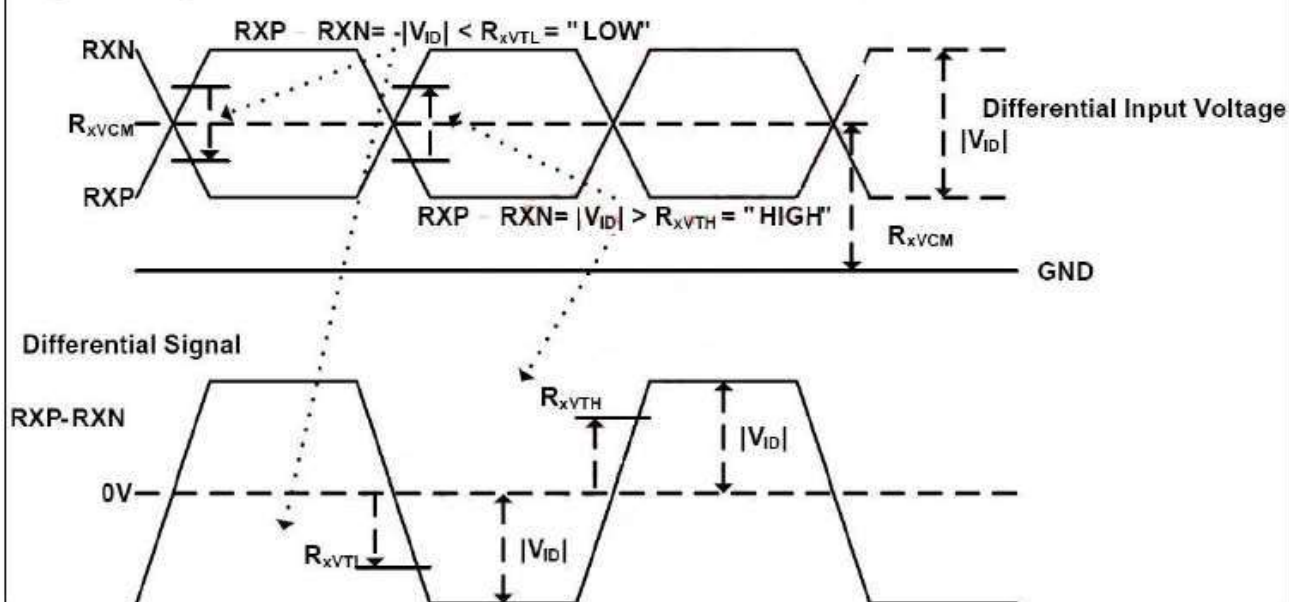 RXP - RXN= -|VID| < RxVTL = "LOW"
RXN
RxVCM
Differential Input Voltage
|VID|
RXP
RXP - RXN= |VID| > RxVTH = "HIGH"
RxVCM
GND
Differential Signal
RxVTH
RXP-RXN
|VID|
0V
RxVTL
|VID|